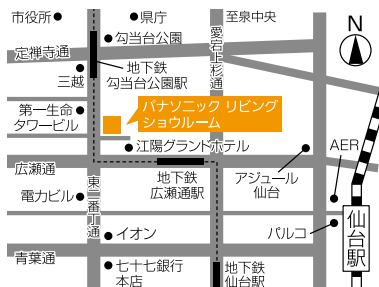 市役所
県庁
至泉中央
N
勾当台公園
定禅寺通
愛宕上杉通
地下鉄
勾当台公園駅
三越
第一生命
タワービル
パナソニック リビング
ショウルーム
江陽グランドホテル
AER
広瀬通
地下鉄
広瀬通駅
アジュール
仙台
電力ビル
東二番丁通
イオン
パルコ
仙台駅
青葉通
七十七銀行
本店
地下鉄
仙台駅